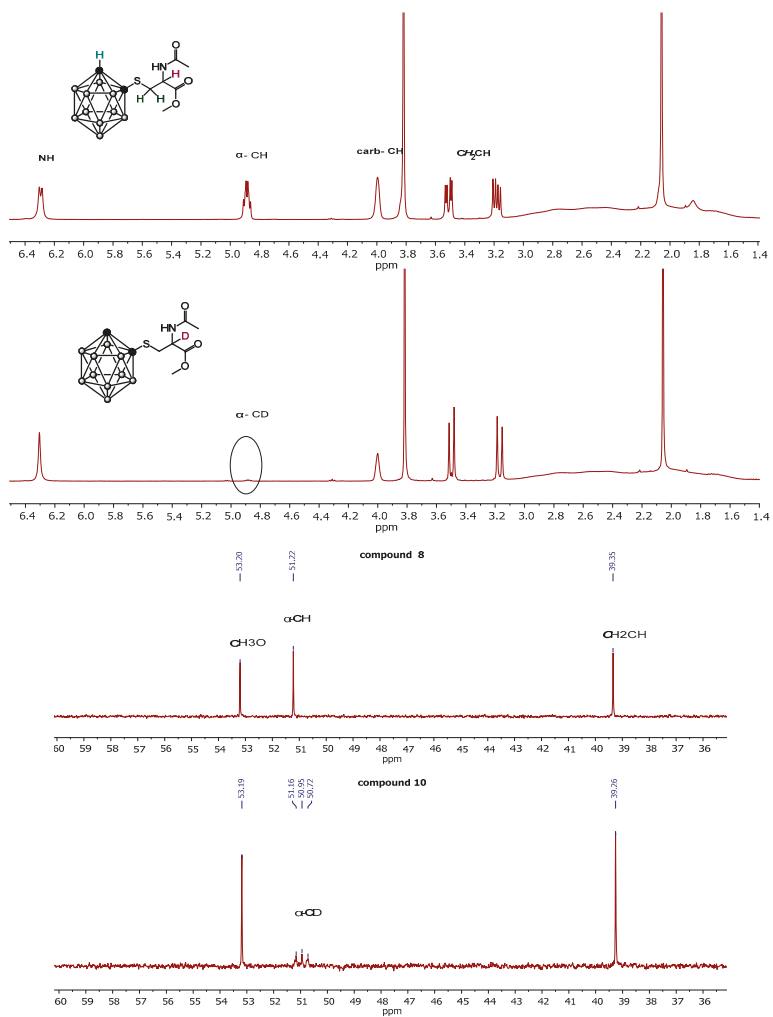 H
O
HN
S
H
O
H H
O
NH
α- CH
carb- CH
CH2CH
6.4 6.2 6.0 5.8 5.6 5.4 5.2 5.0 4.8 4.6 4.4 4.2 4.0 3.8 3.6 3.4 3.2 3.0 2.8 2.6 2.4 2.2 2.0 1.8 1.6 1.4
ppm
O
HN
S
D
O
O
α- CD
6.4 6.2 6.0 5.8 5.6 5.4 5.2 5.0 4.8 4.6 4.4 4.2 4.0 3.8 3.6 3.4 3.2 3.0 2.8 2.6 2.4 2.2 2.0 1.8 1.6 1.4
ppm
compound 8
53.20
51.22
39.35
CH3O
α-CH
CH2CH
60 59 58 57 56 55 54 53 52 51 50 49 48 47 46 45 44 43 42 41 40 39 38 37 36
ppm
compound 10
53.19
51.16
50.95
50.72
39.26
α-CD
60 59 58 57 56 55 54 53 52 51 50 49 48 47 46 45 44 43 42 41 40 39 38 37 36
ppm